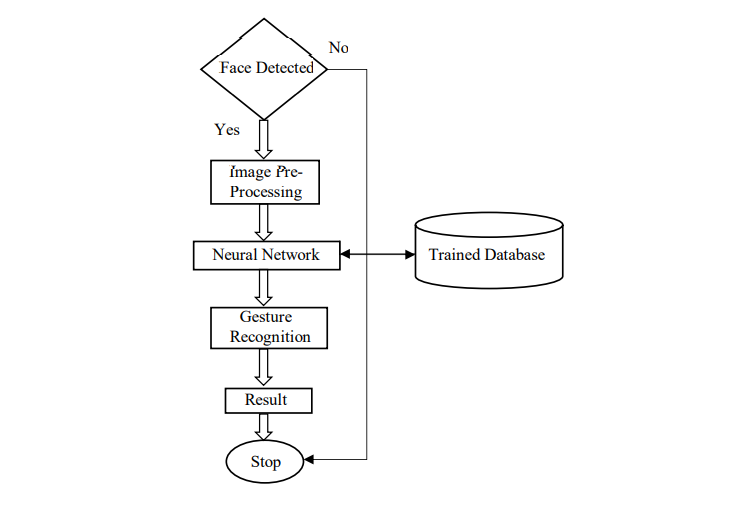 No
Face Detected
Yes
Image Pre-
Processing
Neural Network
Trained Database
Gesture
Recognition
Result
Stop